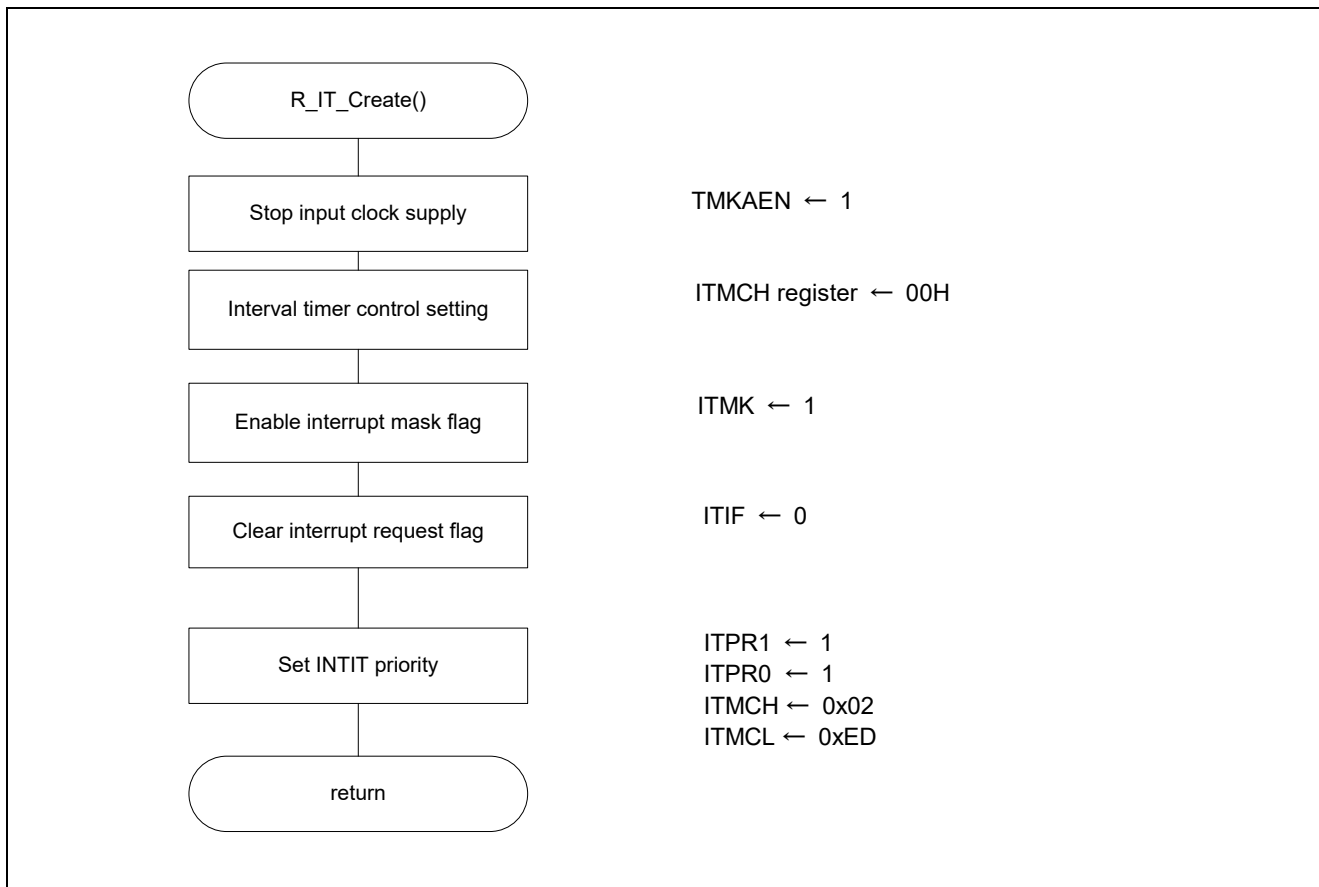 R_IT_Create()
Stop input clock supply
TMKAEN ← 1
Interval timer control setting
ITMCH register ← 00H
Enable interrupt mask flag
ITMK ← 1
Clear interrupt request flag
ITIF ← 0
Set INTIT priority
ITPR1 ← 1
ITPR0 ← 1
ITMCH ← 0x02
ITMCL ← 0xED
return